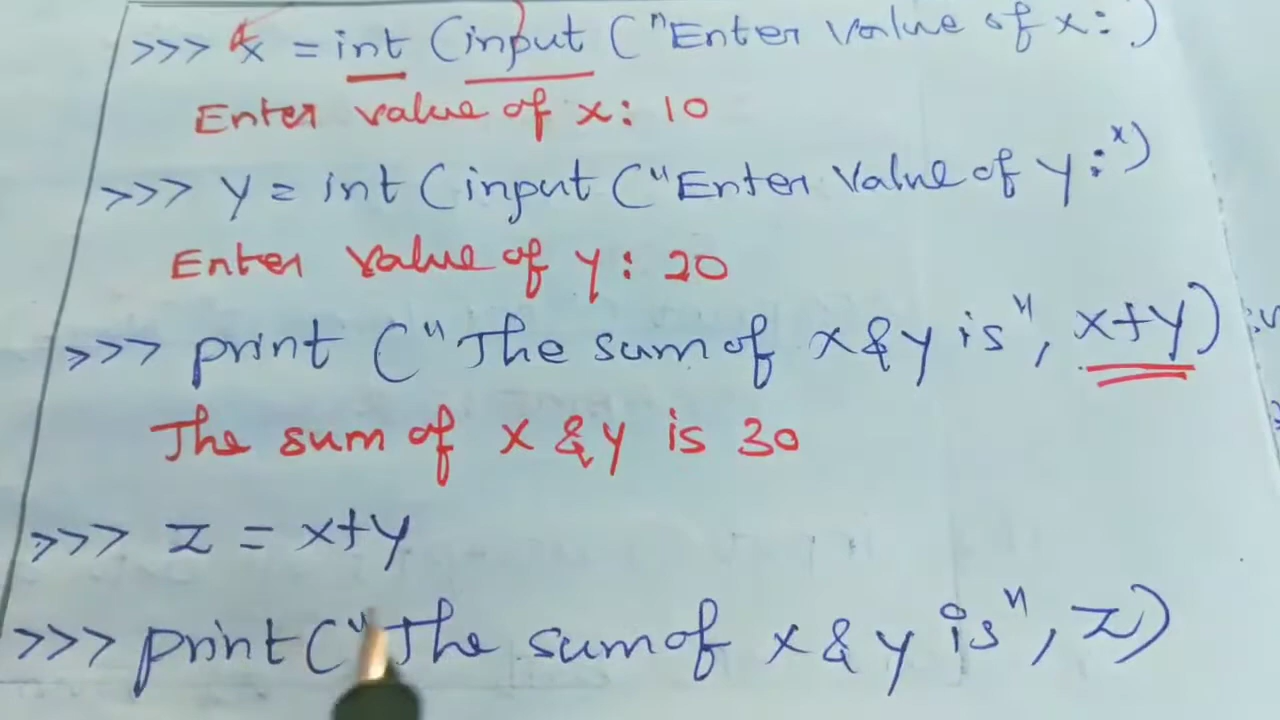 >>> x = int (input ("Enter value of x: )
Enter value of x: 10
>>> y = int (input ("Enter value of y:")
Enter value of y: 20
>>> print ("The sum of x & y is", x+y)
The sum of x & y is 30
>>> z = x+y
>>> print ("The sum of x & y is", z)